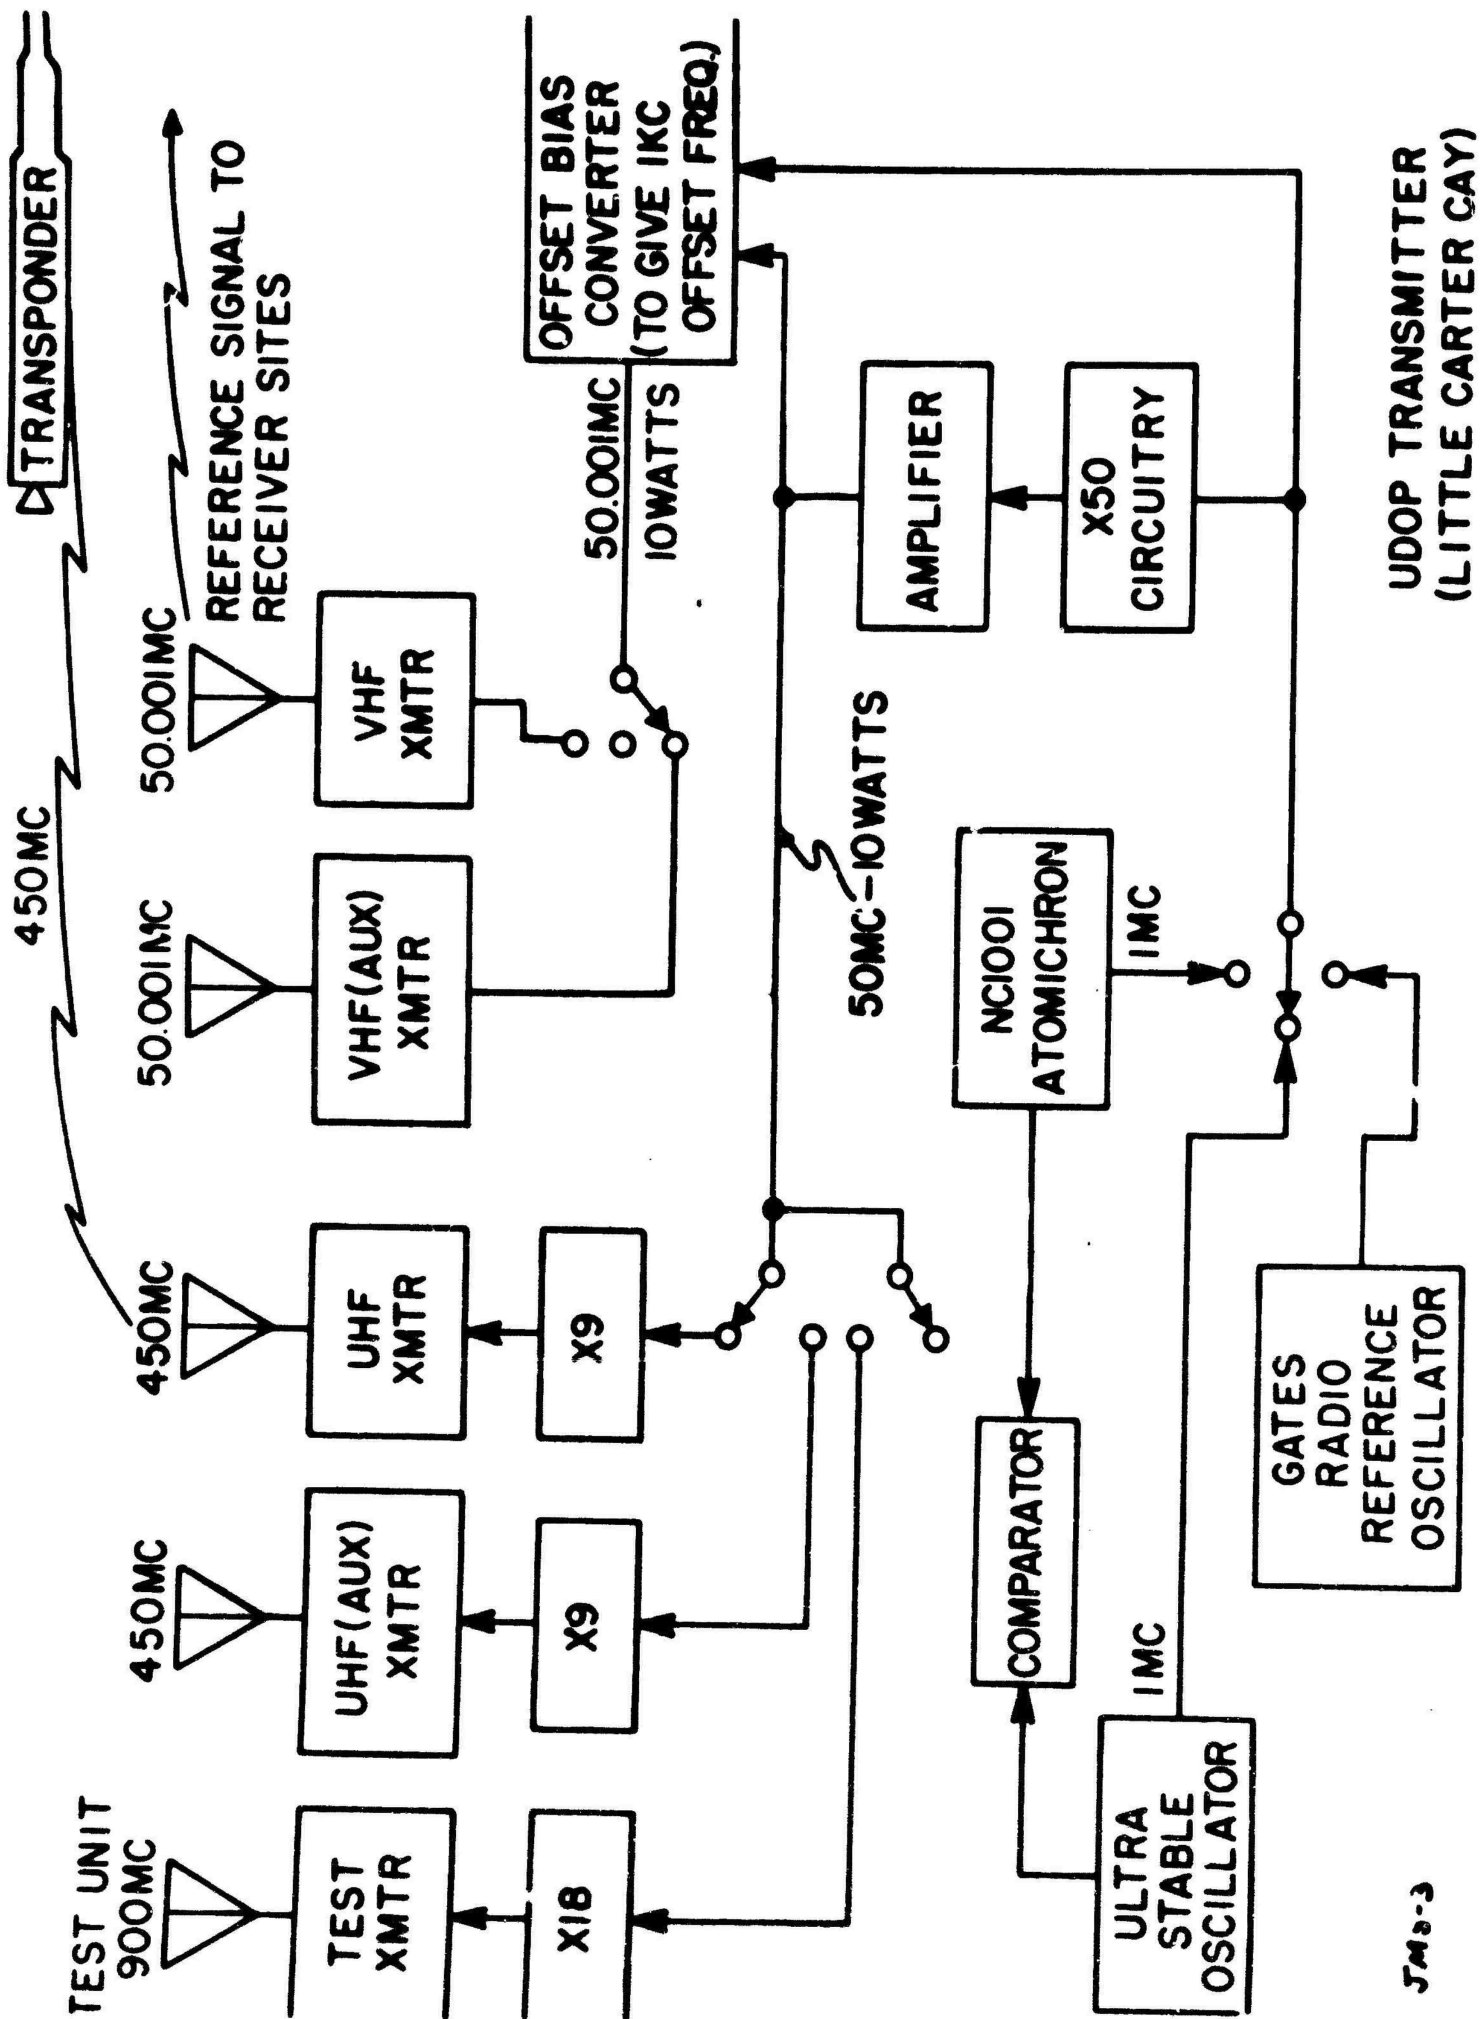 TRANSPONDER
450MC
REFERENCE SIGNAL TO
RECEIVER SITES
TEST UNIT
900MC
450MC
450MC
50.001MC
50.001MC
TEST
XMTR
UHF(AUX)
XMTR
UHF
XMTR
VHF(AUX)
XMTR
VHF
XMTR
X18
X9
X9
50.001MC
10WATTS
OFFSET BIAS
CONVERTER
(TO GIVE 1KC
OFFSET FREQ.)
50MC-10WATTS
AMPLIFIER
X50
CIRCUITRY
COMPARATOR
NC1001
ATOMICHRON
1MC
1MC
ULTRA
STABLE
OSCILLATOR
GATES
RADIO
REFERENCE
OSCILLATOR
UDOP TRANSMITTER
(LITTLE CARTER CAY)